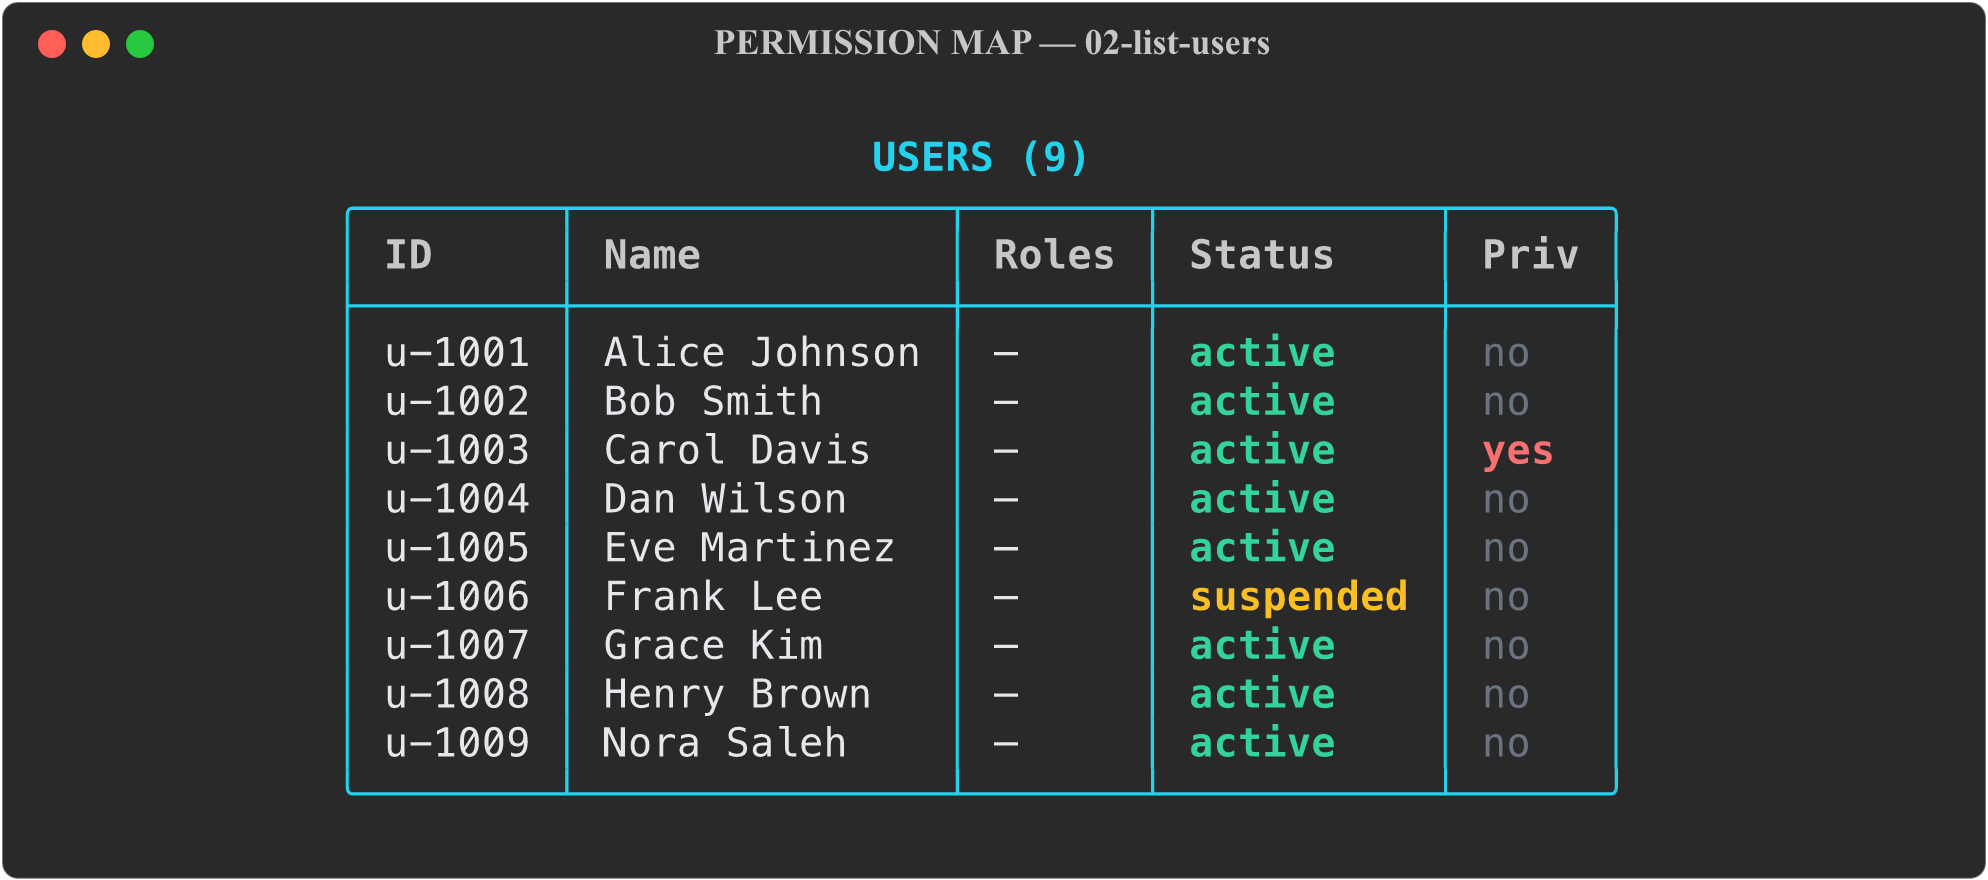 PERMISSION MAP — 02-list-users
USERS (9)
ID Name Roles Status Priv
u-1001 Alice Johnson — active no
u-1002 Bob Smith — active no
u-1003 Carol Davis — active yes
u-1004 Dan Wilson — active no
u-1005 Eve Martinez — active no
u-1006 Frank Lee — suspended no
u-1007 Grace Kim — active no
u-1008 Henry Brown — active no
u-1009 Nora Saleh — active no